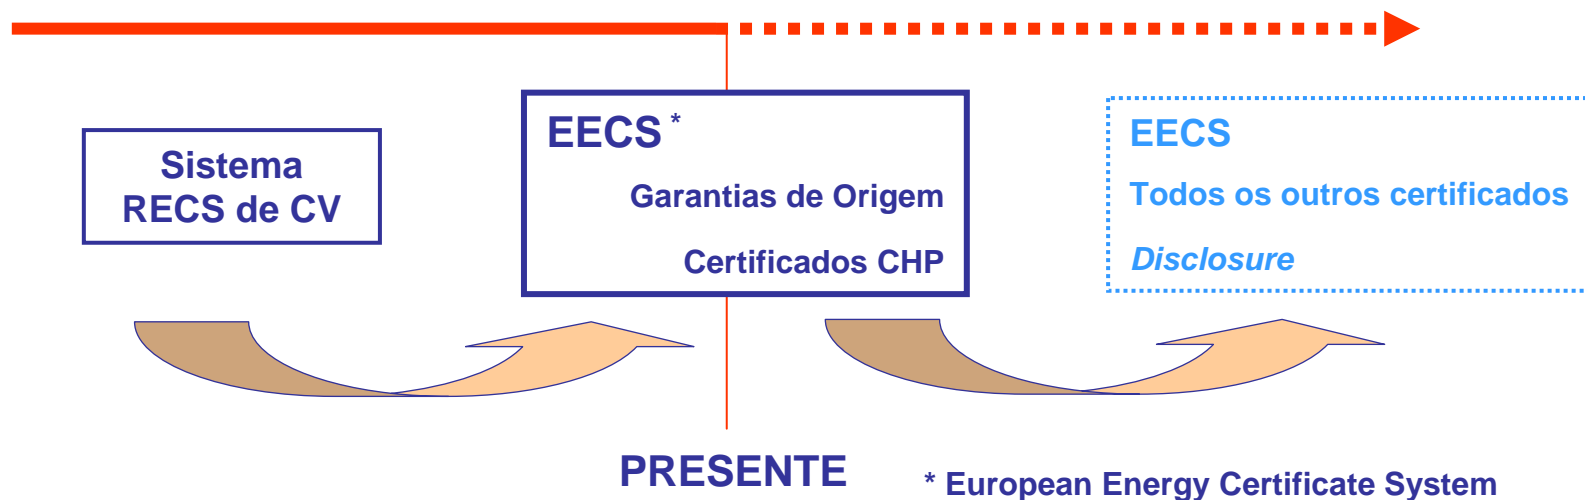 Sistema
RECS de CV
EECS *
Garantias de Origem
Certificados CHP
EECS
Todos os outros certificados
Disclosure
PRESENTE
* European Energy Certificate System